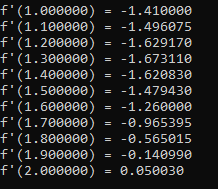 f'(1.000000) = -1.410000
f'(1.100000) = -1.496075
f'(1.200000) = -1.629170
f'(1.300000) = -1.673110
f'(1.400000) = -1.620830
f'(1.500000) = -1.479430
f'(1.600000) = -1.260000
f'(1.700000) = -0.965395
f'(1.800000) = -0.565015
f'(1.900000) = -0.140990
f'(2.000000) = 0.050030